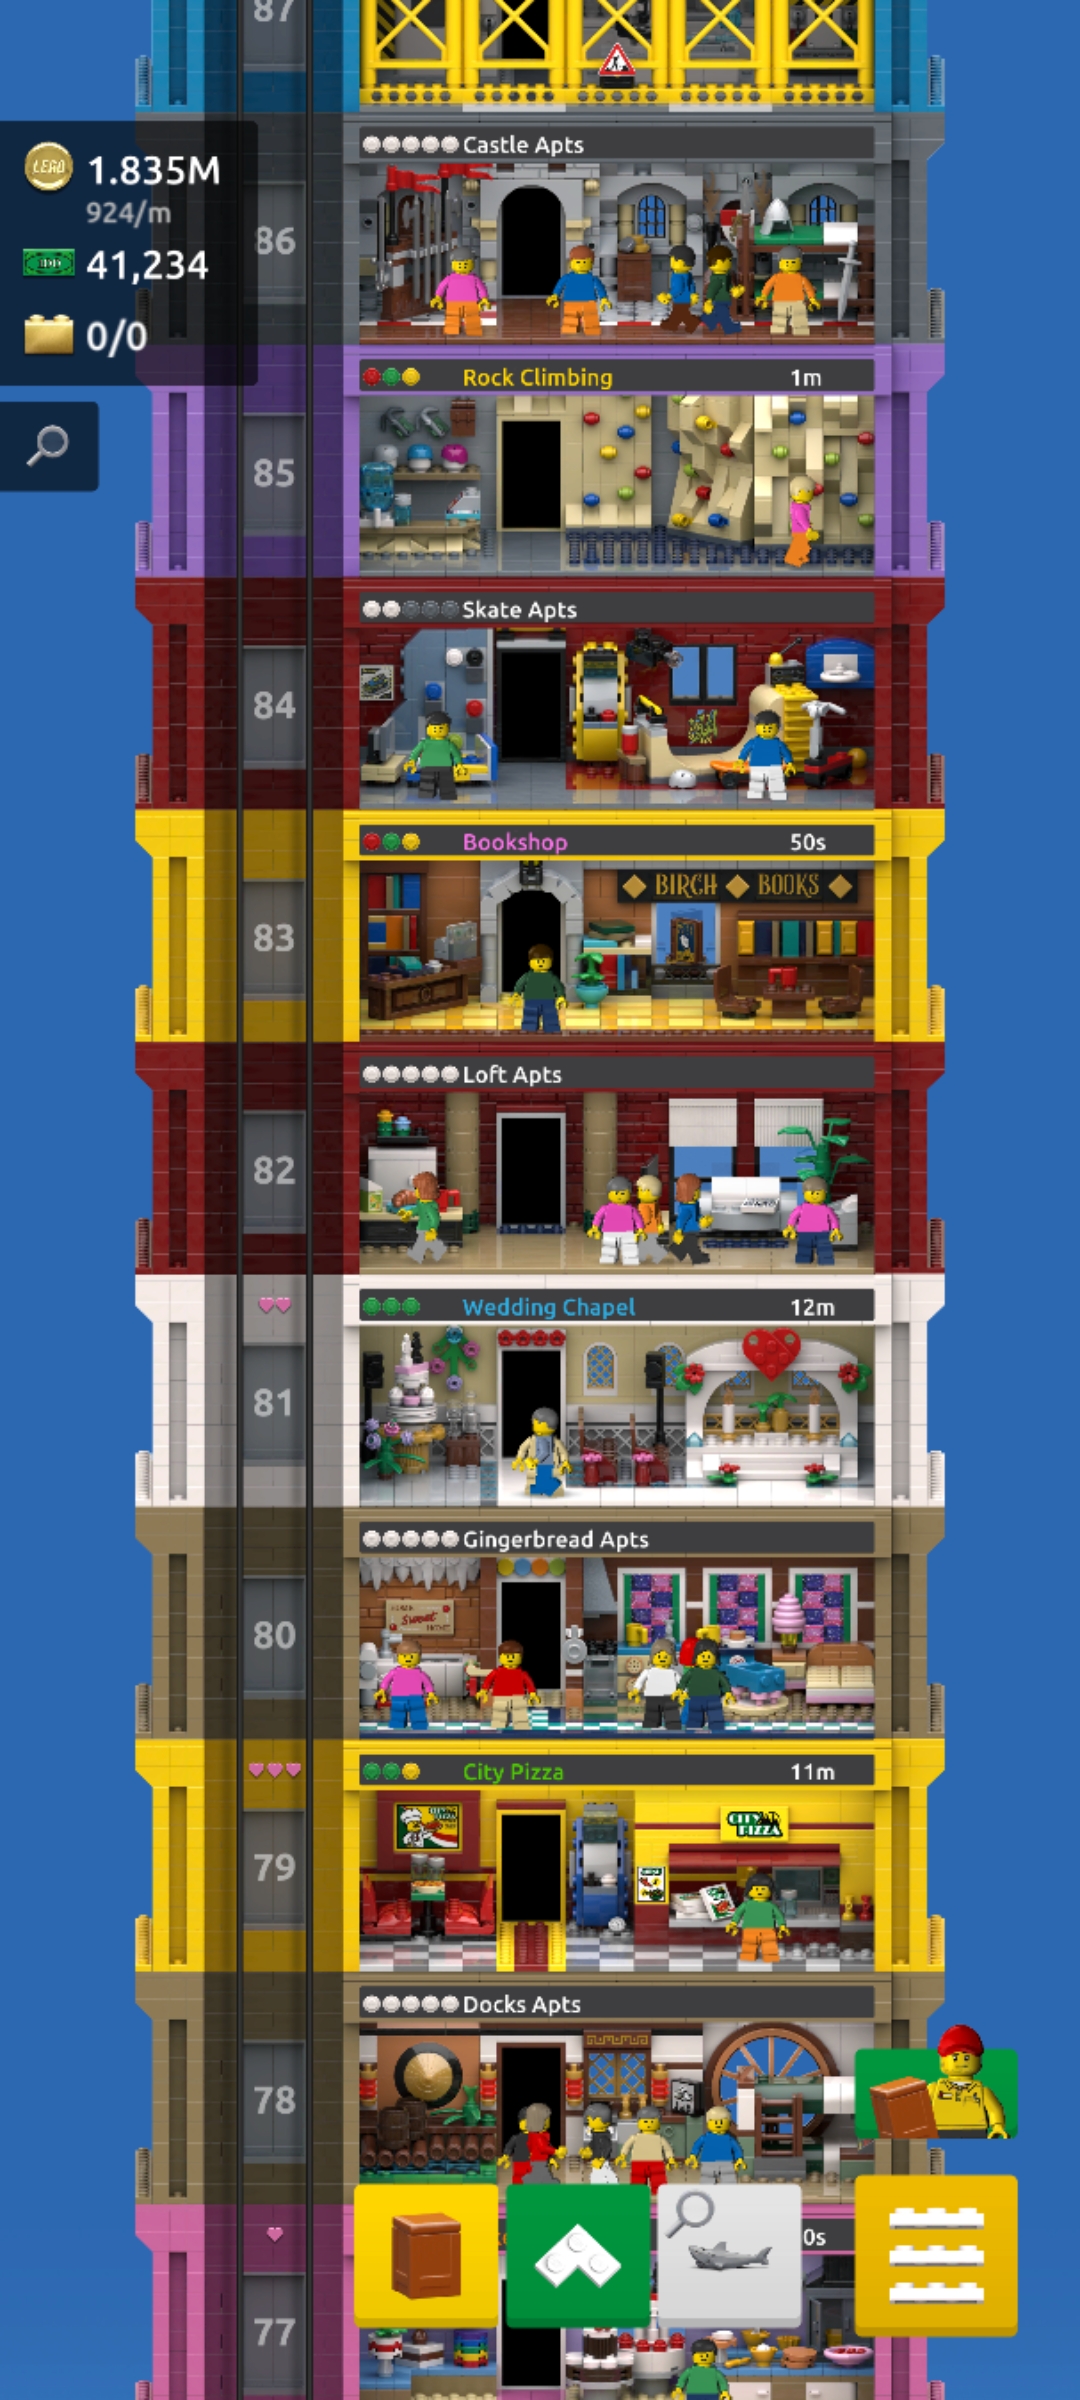 87
Castle Apts
LEGO
1.835M
924/m
86
41,234
0/0
Rock Climbing
1m
85
Skate Apts
84
Bookshop
50s
BIRCH BOOKS
83
Loft Apts
82
Wedding Chapel
12m
81
Gingerbread Apts
Sweet
80
City Pizza
11m
CITY
PIZZA
79
Docks Apts
78
0s
77